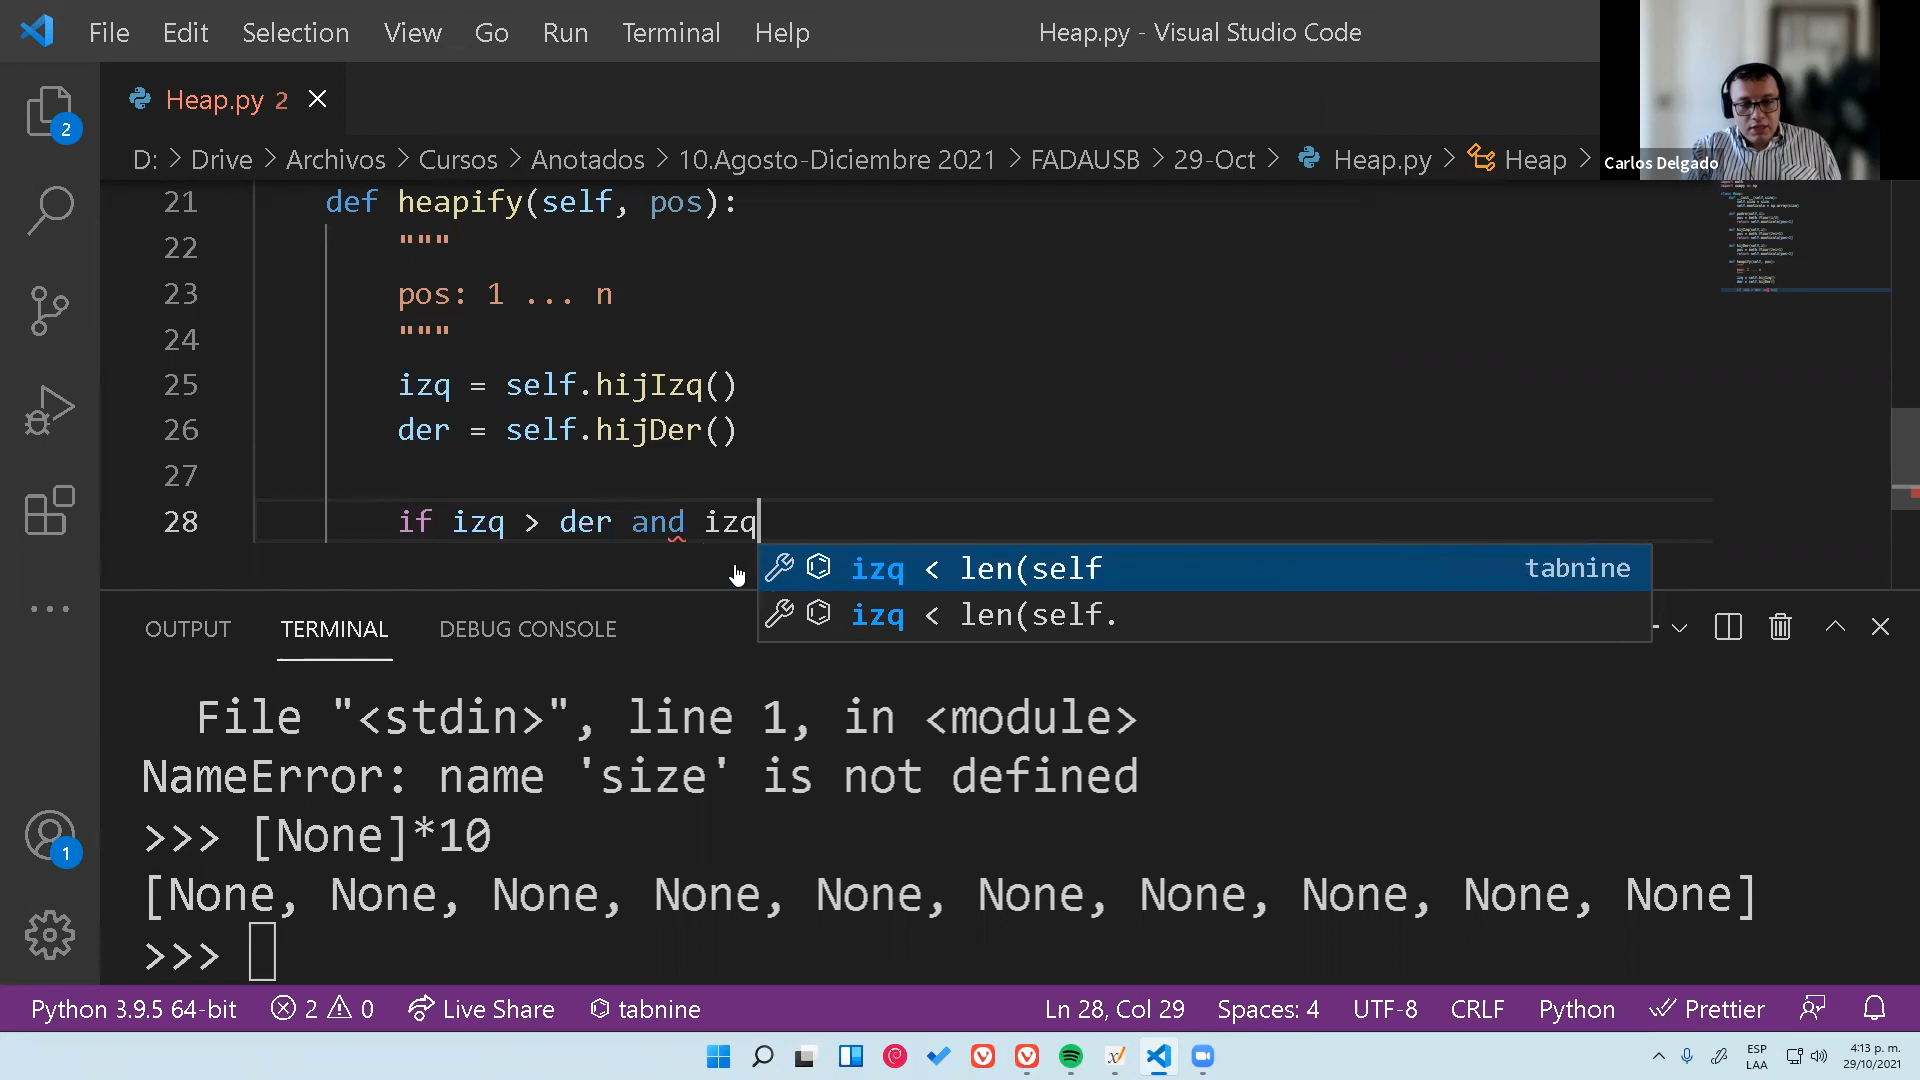 File Edit Selection View Go Run Terminal Help
Heap.py - Visual Studio Code
Heap.py 2
Carlos Delgado
D: > Drive > Archivos > Cursos > Anotados > 10.Agosto-Diciembre 2021 > FADAUSB > 29-Oct > Heap.py > Heap >
21 def heapify(self, pos):
22 """
23 pos: 1 ... n
24 """
25 izq = self.hijIzq()
26 der = self.hijDer()
27
28 if izq > der and izq
izq < len(self tabnine
izq < len(self.
2
1
OUTPUT TERMINAL DEBUG CONSOLE
File "<stdin>", line 1, in <module>
NameError: name 'size' is not defined
>>> [None]*10
[None, None, None, None, None, None, None, None, None, None]
>>>
Python 3.9.5 64-bit 2 0 Live Share tabnine Ln 28, Col 29 Spaces: 4 UTF-8 CRLF Python Prettier
ESP
LAA
4:13 p. m.
29/10/2021